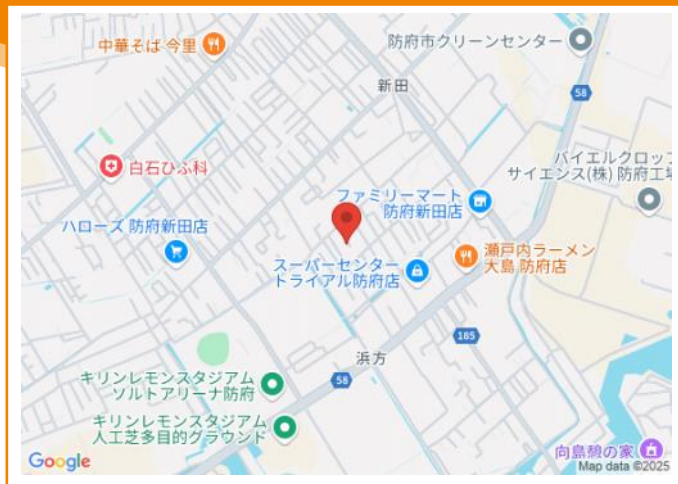 中華そば 今里
防府市クリーンセンター
新田
58
バイエルクロップ
サイエンス(株) 防府工場
白石ひふ科
ファミリーマート
防府新田店
ハローズ 防府新田店
瀬戸内ラーメン
大島 防府店
スーパーセンター
トライアル防府店
185
浜方
58
キリンレモンスタジアム
ソルトアリーナ防府
キリンレモンスタジアム
人工芝多目的グラウンド
向島憩の家
Google
Map data ©2025